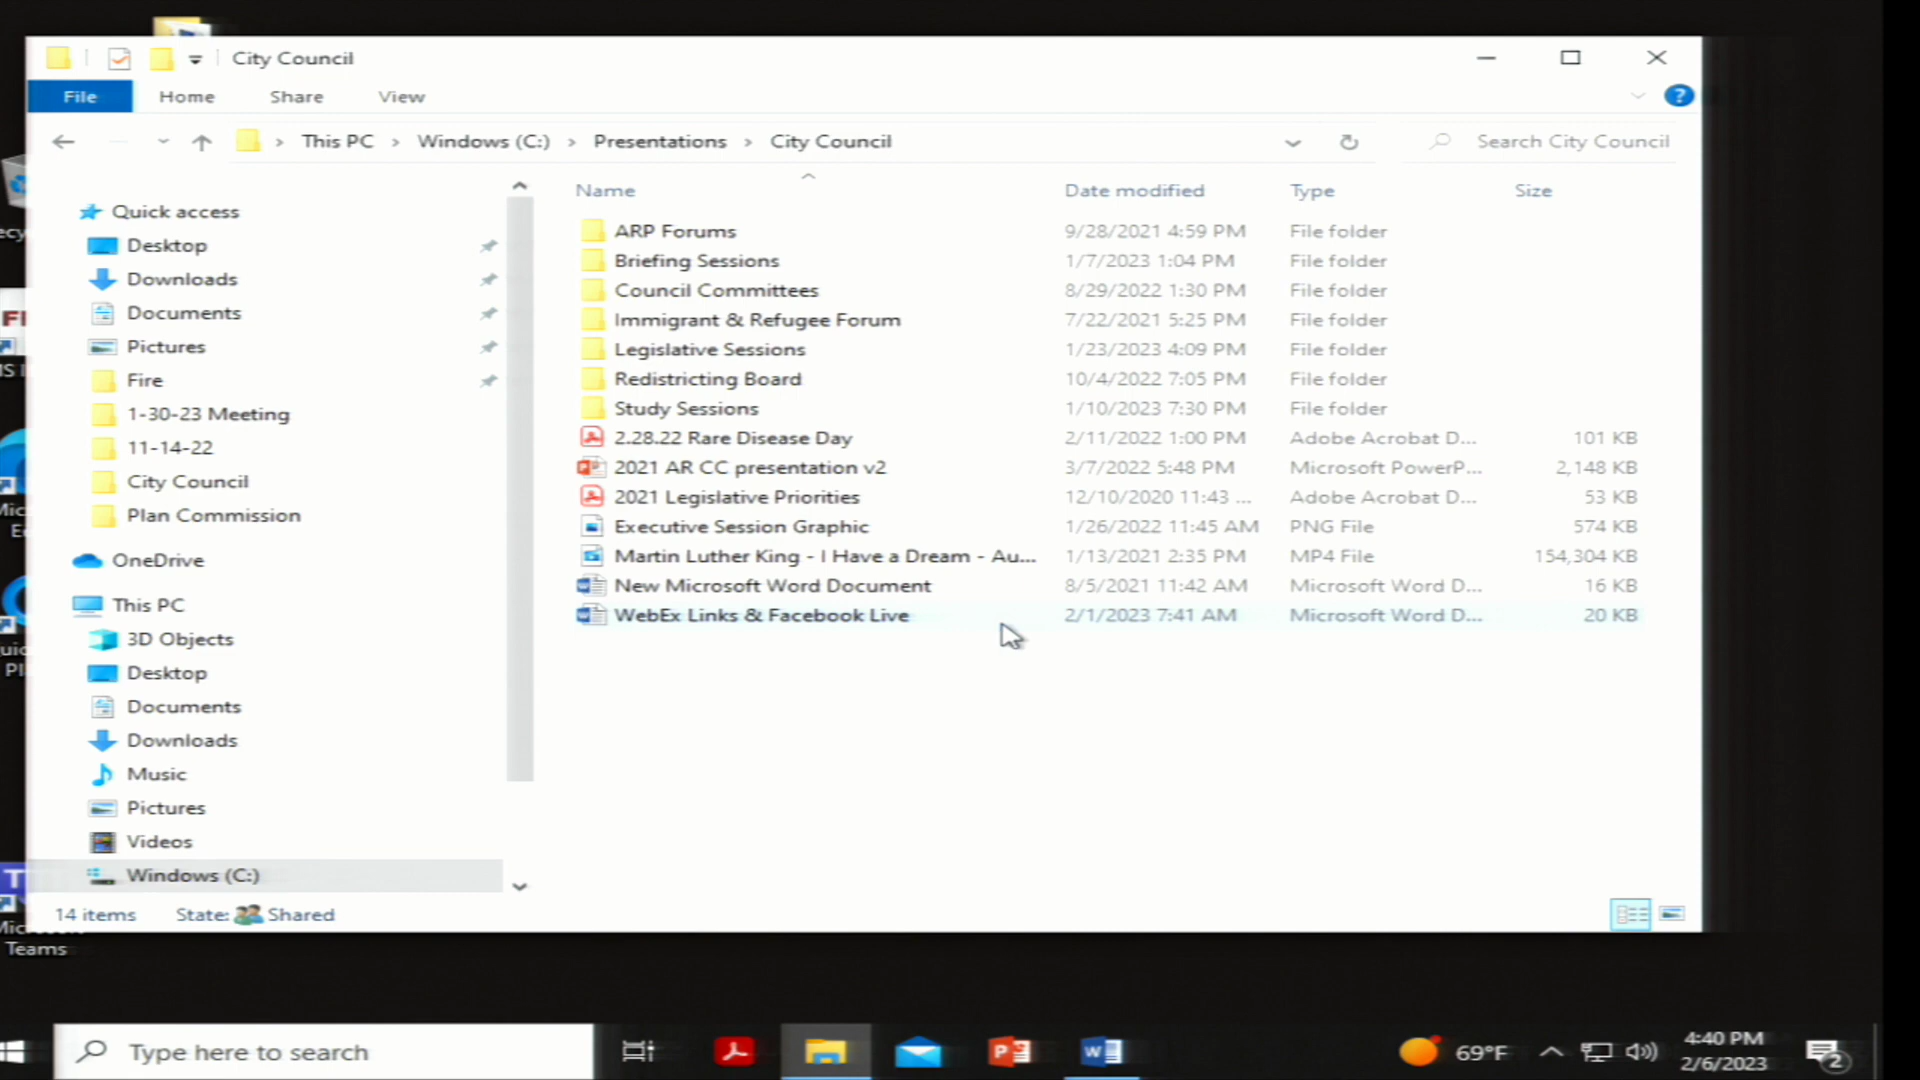 City Council
File Home Share View
This PC > Windows (C:) > Presentations > City Council
Search City Council
Name Date modified Type Size
Quick access
Desktop
Downloads
Documents
Pictures
Fire
1-30-23 Meeting
11-14-22
City Council
Plan Commission
OneDrive
This PC
3D Objects
Desktop
Documents
Downloads
Music
Pictures
Videos
Windows (C:)
ARP Forums 9/28/2021 4:59 PM File folder
Briefing Sessions 1/7/2023 1:04 PM File folder
Council Committees 8/29/2022 1:30 PM File folder
Immigrant & Refugee Forum 7/22/2021 5:25 PM File folder
Legislative Sessions 1/23/2023 4:09 PM File folder
Redistricting Board 10/4/2022 7:05 PM File folder
Study Sessions 1/10/2023 7:30 PM File folder
2.28.22 Rare Disease Day 2/11/2022 1:00 PM Adobe Acrobat D... 101 KB
2021 AR CC presentation v2 3/7/2022 5:48 PM Microsoft PowerP... 2,148 KB
2021 Legislative Priorities 12/10/2020 11:43 ... Adobe Acrobat D... 53 KB
Executive Session Graphic 1/26/2022 11:45 AM PNG File 574 KB
Martin Luther King - I Have a Dream - Au... 1/13/2021 2:35 PM MP4 File 154,304 KB
New Microsoft Word Document 8/5/2021 11:42 AM Microsoft Word D... 16 KB
WebEx Links & Facebook Live 2/1/2023 7:41 AM Microsoft Word D... 20 KB
14 items State: Shared
Teams
Type here to search
69°F
4:40 PM
2/6/2023
2